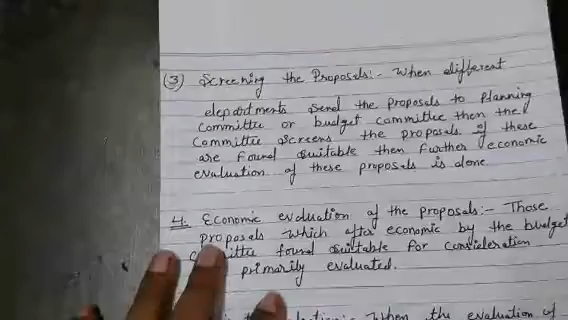 (3) Screening the Proposals:- When different
departments send the proposals to Planning
Committee or budget committee then the
Committee screens the proposals if these
are found suitable then further economic
evaluation of these proposals is done
4. Economic evaluation of the proposals:- Those
proposals which after economic by the budget
found suitable for consideration
primarily evaluated.
:- When the evaluation of